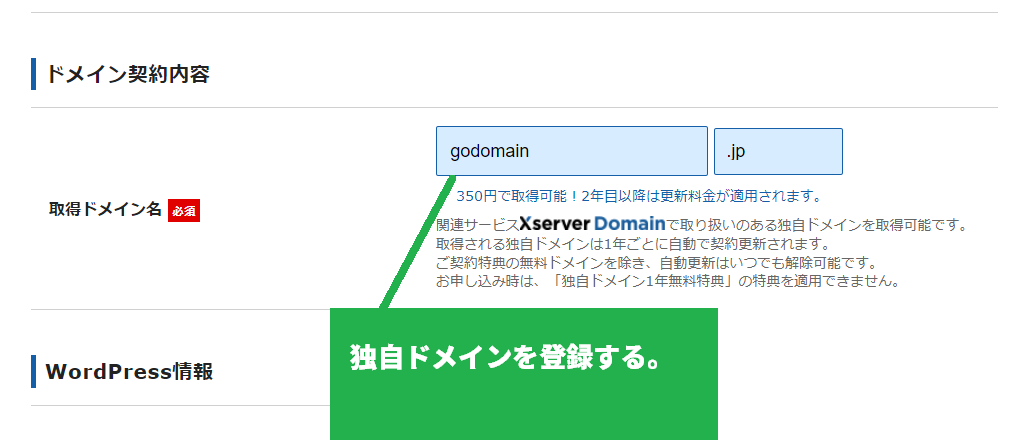 ドメイン契約内容
godomain .jp
350円で取得可能！2年目以降は更新料金が適用されます。
取得ドメイン名 必須
関連サービスXserver Domainで取り扱いのある独自ドメインを取得可能です。
取得される独自ドメインは1年ごとに自動で契約更新されます。
ご契約特典の無料ドメインを除き、自動更新はいつでも解除可能です。
お申し込み時は、「独自ドメイン1年無料特典」の特典を適用できません。
独自ドメインを登録する。
WordPress情報